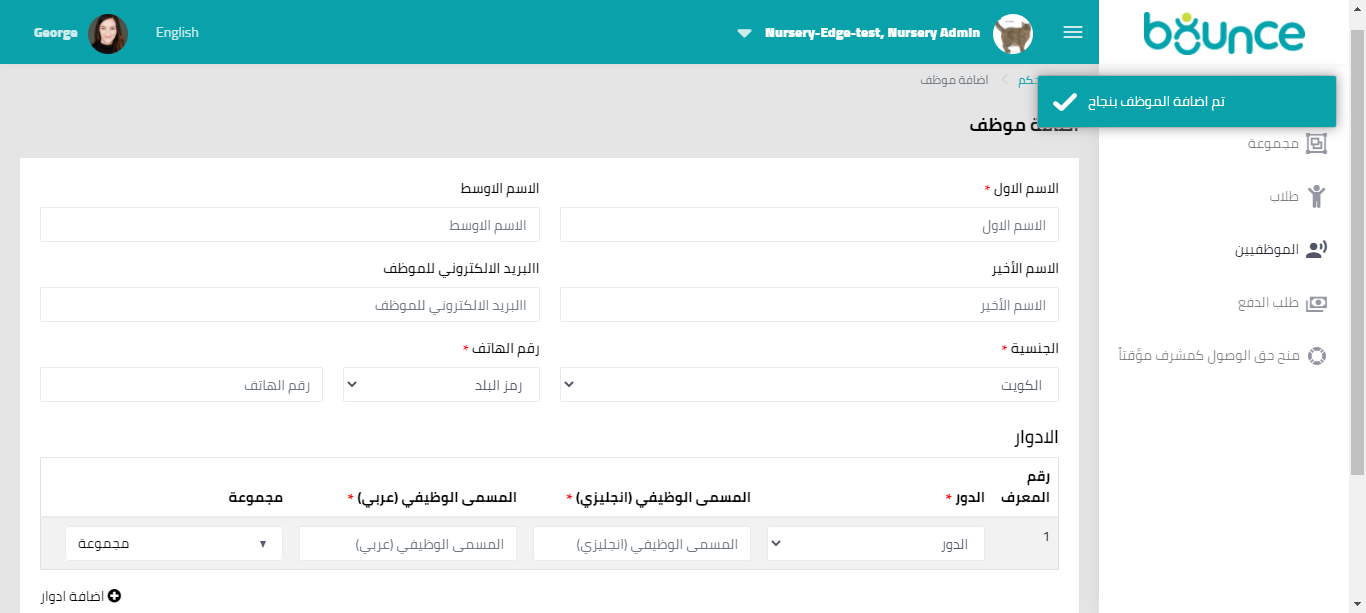 bounce
Nursery-Edge-test, Nursery Admin
English
George
تم اضافة الموظف بنجاح
اضافة موظف
موظف
مجموعة
طلاب
الموظفيين
طلب الدفع
منح حق الوصول كمشرف مؤقتاً
الاسم الاول *
الاسم الاوسط
الاسم الاول
الاسم الاوسط
الاسم الأخير
االبريد الالكتروني للموظف
الاسم الأخير
االبريد الالكتروني للموظف
الجنسية *
رقم الهاتف *
الكويت
رمز البلد
رقم الهاتف
الادوار
رقم المعرف
الدور *
المسمى الوظيفي (انجليزي) *
المسمى الوظيفي (عربي) *
مجموعة
1
الدور
المسمى الوظيفي (انجليزي)
المسمى الوظيفي (عربي)
مجموعة
اضافة ادوار